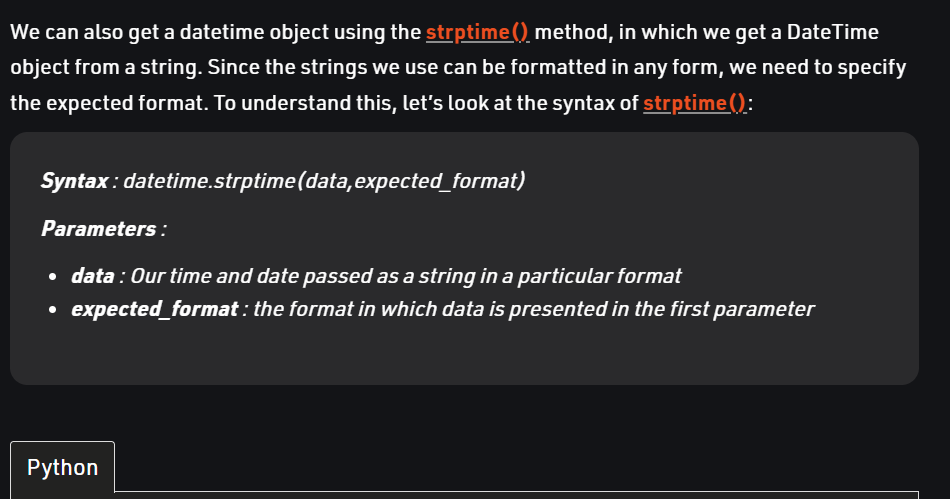 We can also get a datetime object using the strptime() method, in which we get a DateTime
object from a string. Since the strings we use can be formatted in any form, we need to specify
the expected format. To understand this, let’s look at the syntax of strptime():
Syntax : datetime.strptime(data,expected_format)
Parameters :
• data : Our time and date passed as a string in a particular format
• expected_format : the format in which data is presented in the first parameter
Python